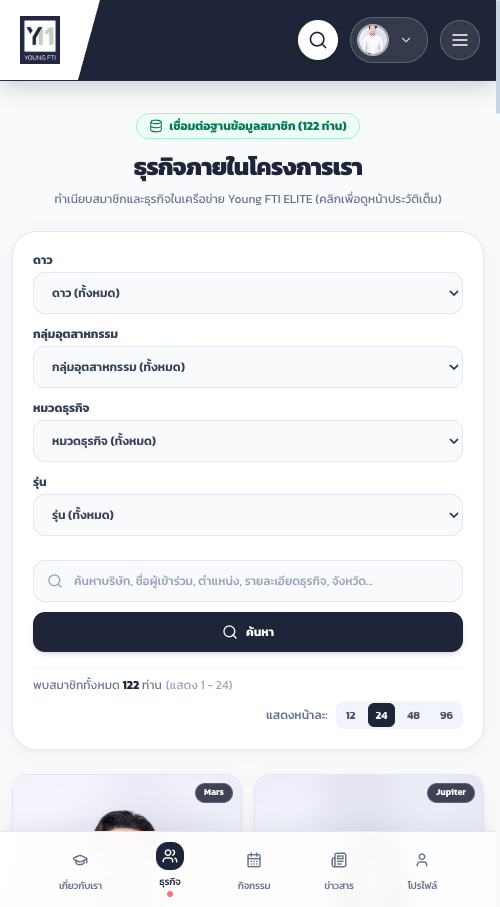 YOUNG FTI
เชื่อมต่อฐานข้อมูลสมาชิก (122 ท่าน)
ธุรกิจภายในโครงการเรา
ทำเนียบสมาชิกและธุรกิจในเครือข่าย Young FTI ELITE (คลิกเพื่อดูหน้าประวัติเต็ม)
ดาว
ดาว (ทั้งหมด)
กลุ่มอุตสาหกรรม
กลุ่มอุตสาหกรรม (ทั้งหมด)
หมวดธุรกิจ
หมวดธุรกิจ (ทั้งหมด)
รุ่น
รุ่น (ทั้งหมด)
ค้นหาบริษัท, ชื่อผู้เข้าร่วม, ตำแหน่ง, รายละเอียดธุรกิจ, จังหวัด...
ค้นหา
พบสมาชิกทั้งหมด 122 ท่าน (แสดง 1 - 24)
แสดงหน้าละ: 12 24 48 96
Mars Jupiter
เกี่ยวกับเรา ธุรกิจ กิจกรรม ข่าวสาร โปรไฟล์